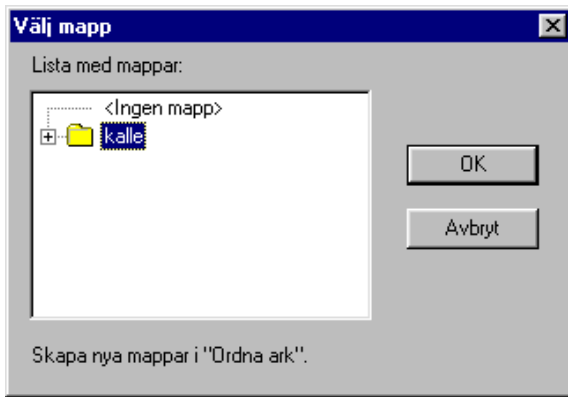 Välj mapp
Lista med mappar:
<Ingen mapp>
kalle
OK
Avbryt
Skapa nya mappar i "Ordna ark".